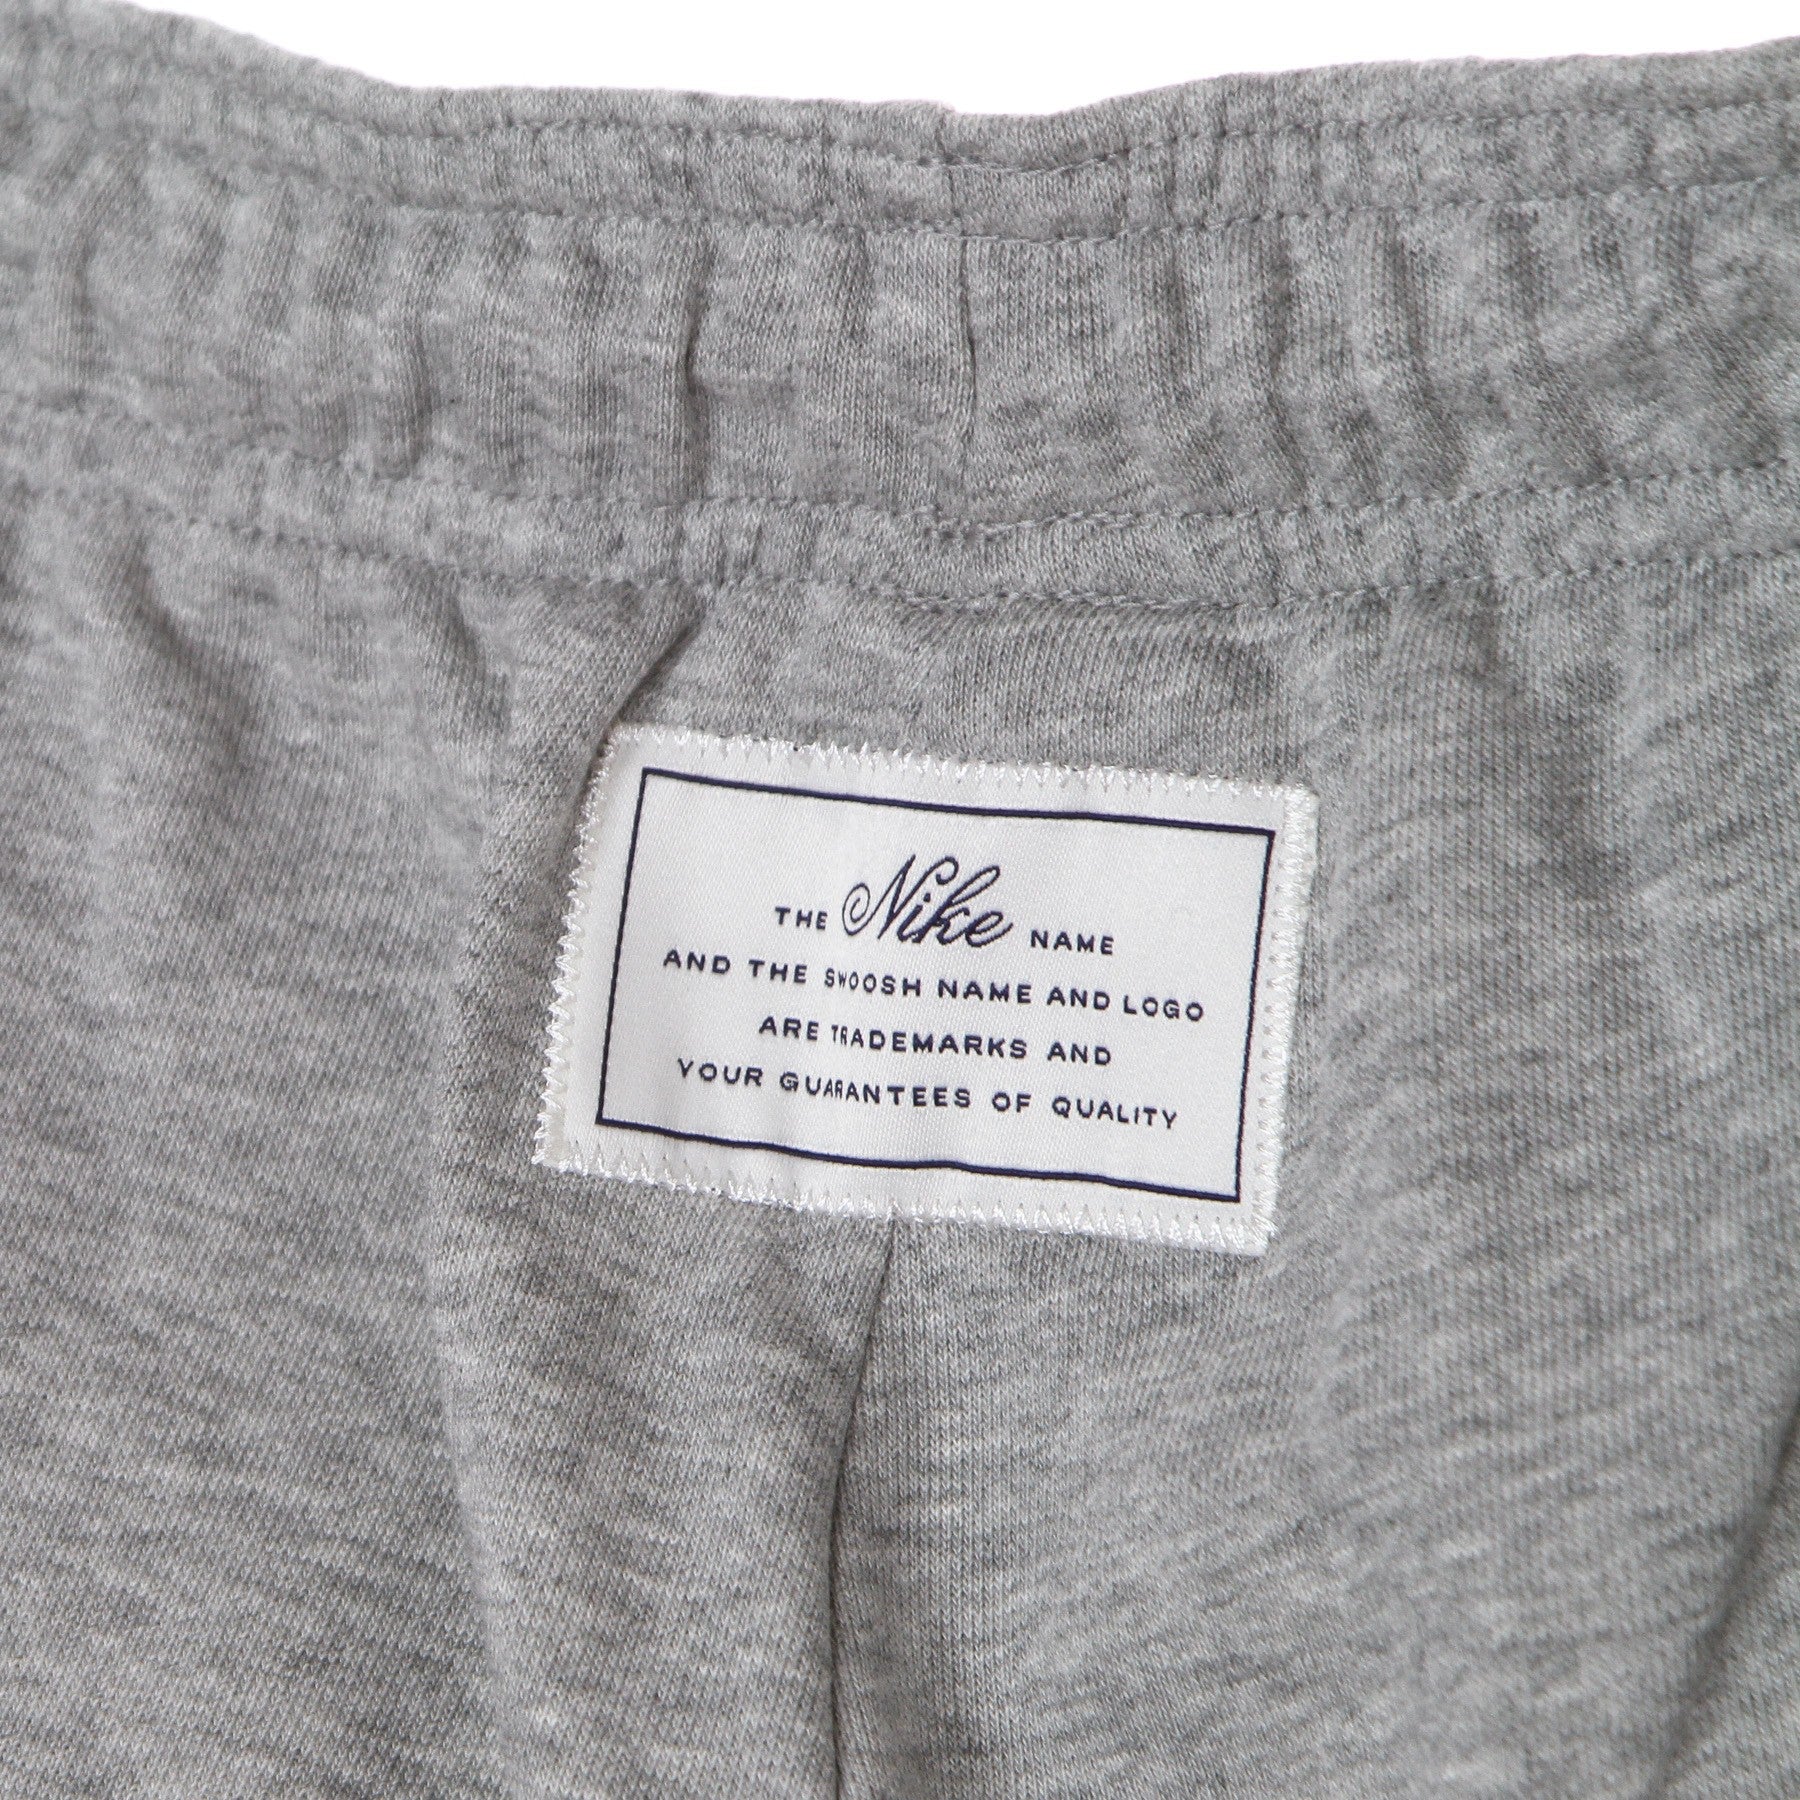 THE Nike NAME
AND THE SWOOSH NAME AND LOGO
ARE TRADEMARKS AND
YOUR GUARANTEES OF QUALITY